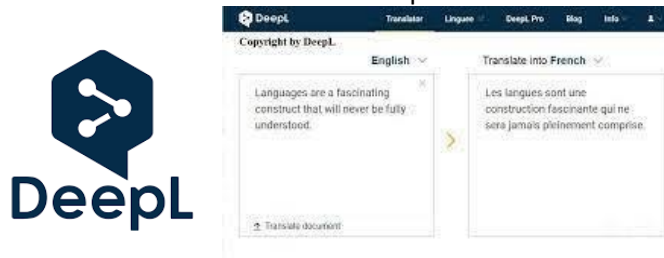 DeepL
DeepL Translator Linguee DeepL Pro Blog Info
Copyright by DeepL
English
Translate into French
Languages are a fascinating
construct that will never be fully
understood.
Les langues sont une
construction fascinante qui ne
sera jamais pleinement comprise.
Translate document